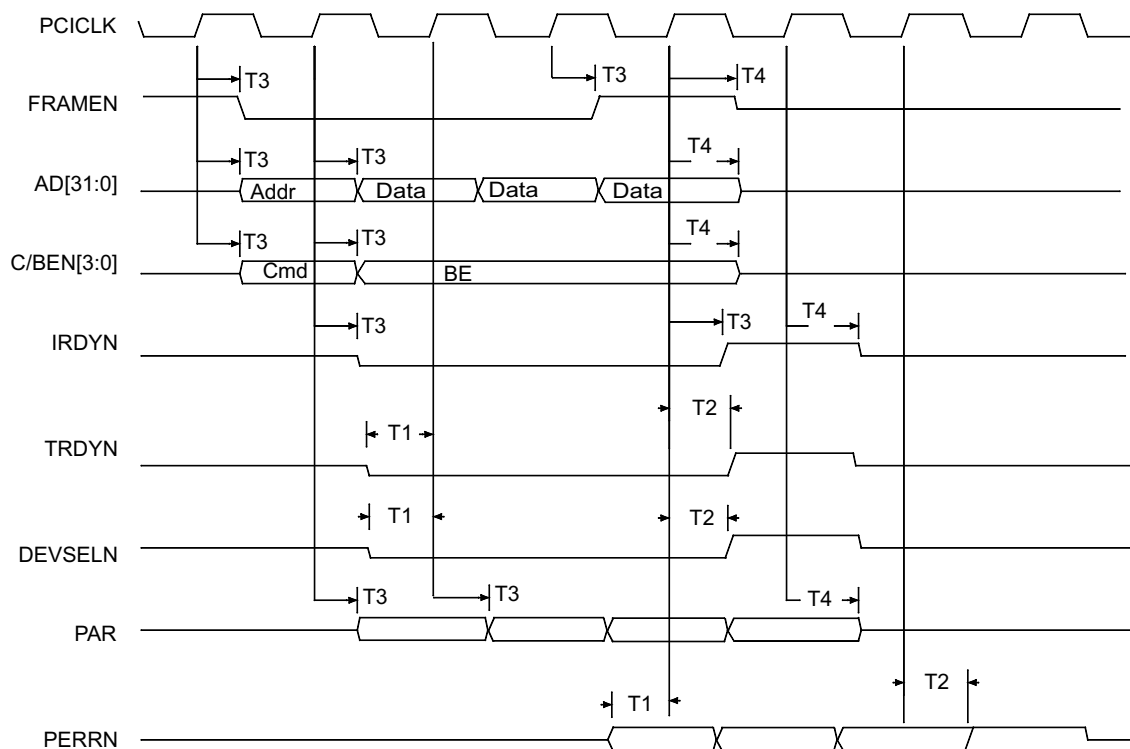 PCICLK
T3 T3 T4
FRAMEN
T3 T3 T4
AD[31:0] Addr Data Data Data
T3 T3 T4
C/BEN[3:0] Cmd BE
T3 T3 T4
IRDYN
T1 T2
TRDYN
T1 T2
DEVSELN
T3 T3 T4
PAR
T1 T2
PERRN